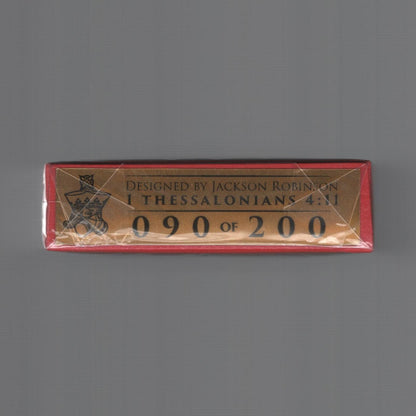 Designed by Jackson Robinson
1 Thessalonians 4:11
090 of 200